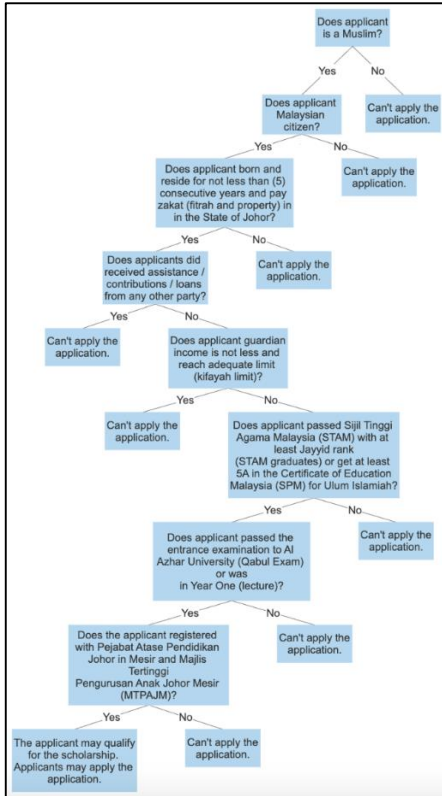 Does applicant
is a Muslim?
Yes
No
Does applicant
Malaysian
citizen?
Can't apply the
application.
Yes
No
Does applicant born and
reside for not less than (5)
consecutive years and pay
zakat (fitrah and property) in
in the State of Johor?
Can't apply the
application.
Yes
No
Does applicants did
received assistance /
contributions / loans
from any other party?
Can't apply the
application.
Yes
No
Can't apply the
application.
Does applicant guardian
income is not less and
reach adequate limit
(kifayah limit)?
Yes
No
Can't apply the
application.
Does applicant passed Sijil Tinggi
Agama Malaysia (STAM) with at
least Jayyid rank
(STAM graduates) or get at least
5A in the Certificate of Education
Malaysia (SPM) for Ulum Islamiah?
Yes
No
Does applicant passed the
entrance examination to Al
Azhar University (Qabul Exam)
or was
in Year One (lecture)?
Can't apply the
application.
Yes
No
Does the applicant registered
with Pejabat Atase Pendidikan
Johor in Mesir and Majlis
Tertinggi
Pengurusan Anak Johor Mesir
(MTPAJM)?
Can't apply the
application.
Yes
No
The applicant may qualify
for the scholarship.
Applicants may apply the
application.
Can't apply the
application.